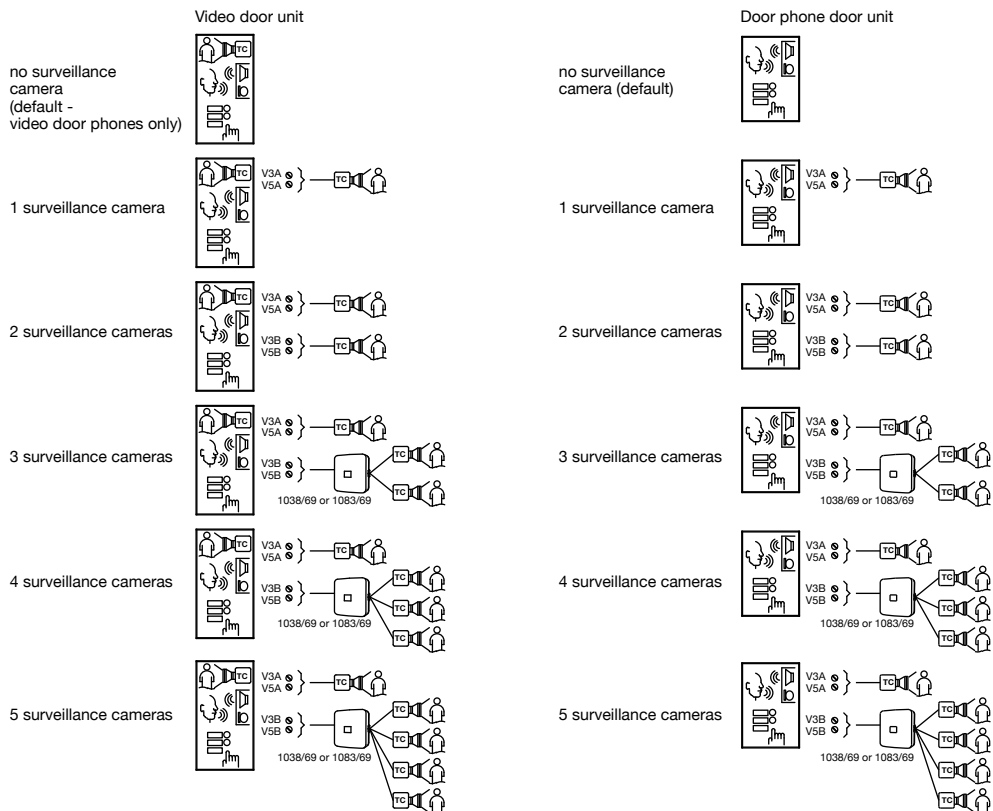 Video door unit
Door phone door unit
no surveillance
camera
(default -
video door phones only)
TC
no surveillance
camera (default)
1 surveillance camera
TC
V3A
V5A
TC
1 surveillance camera
V3A
V5A
TC
2 surveillance cameras
TC
V3A
V5A
TC
V3B
V5B
TC
2 surveillance cameras
V3A
V5A
TC
V3B
V5B
TC
3 surveillance cameras
TC
V3A
V5A
TC
V3B
V5B
TC
TC
1038/69 or 1083/69
3 surveillance cameras
V3A
V5A
TC
V3B
V5B
TC
TC
1038/69 or 1083/69
4 surveillance cameras
TC
V3A
V5A
TC
V3B
V5B
TC
TC
TC
1038/69 or 1083/69
4 surveillance cameras
V3A
V5A
TC
V3B
V5B
TC
TC
TC
1038/69 or 1083/69
5 surveillance cameras
TC
V3A
V5A
TC
V3B
V5B
TC
TC
TC
TC
1038/69 or 1083/69
5 surveillance cameras
V3A
V5A
TC
V3B
V5B
TC
TC
TC
TC
1038/69 or 1083/69